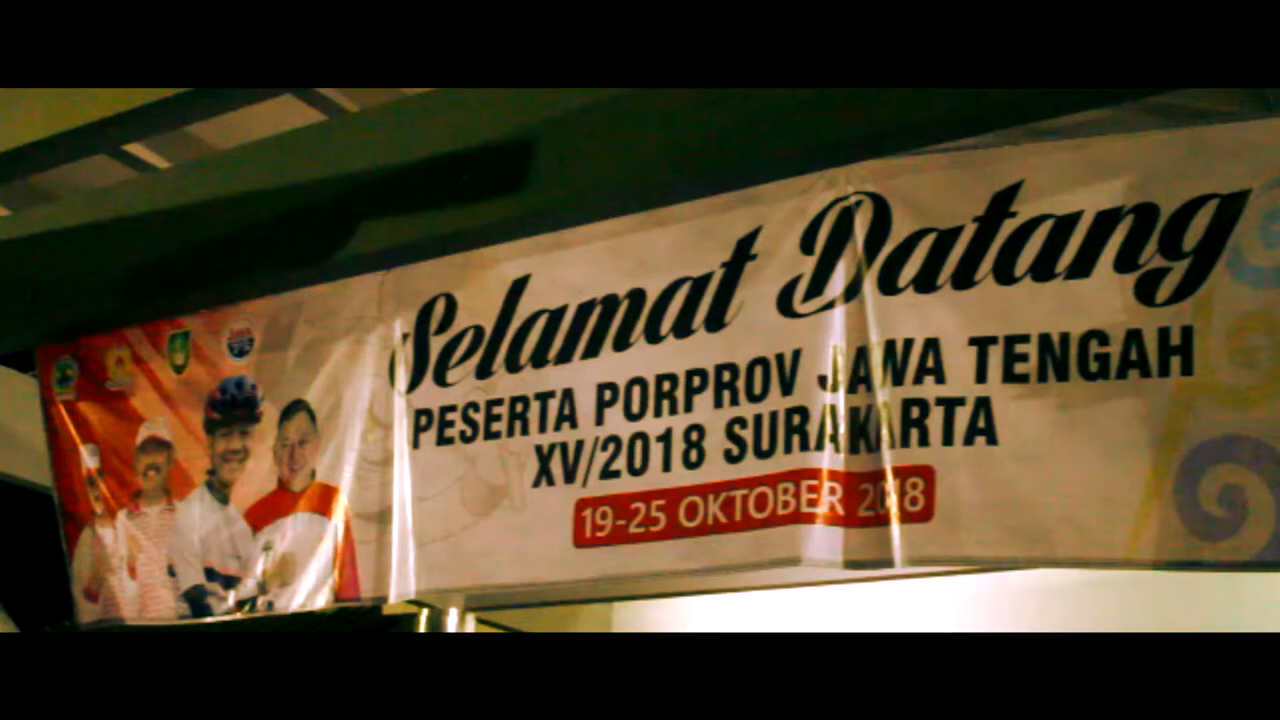 Selamat Datang
PESERTA PORPROV JAWA TENGAH
XV/2018 SURAKARTA
19-25 OKTOBER 2018